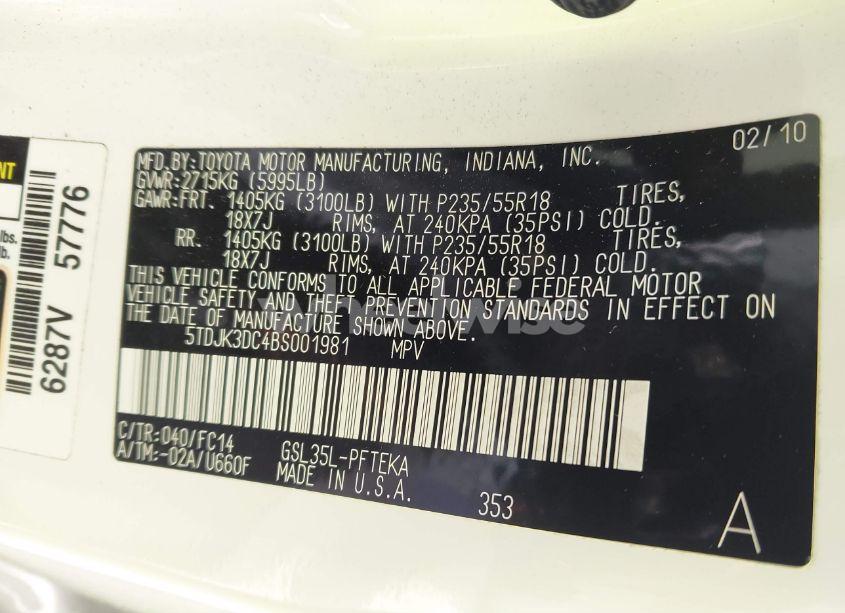 02/10
MFD.BY:TOYOTA MOTOR MANUFACTURING, INDIANA, INC.
GVWR:2715KG (5995LB)
GAWR:FRT. 1405KG (3100LB) WITH P235/55R18 TIRES,
18X7J RIMS, AT 240KPA (35PSI) COLD.
RR. 1405KG (3100LB) WITH P235/55R18 TIRES,
18X7J RIMS, AT 240KPA (35PSI) COLD.
THIS VEHICLE CONFORMS TO ALL APPLICABLE FEDERAL MOTOR
VEHICLE SAFETY AND THEFT PREVENTION STANDARDS IN EFFECT ON
THE DATE OF MANUFACTURE SHOWN ABOVE.
5TDJK3DC4BS001981 MPV
C/TR:040/FC14
A/TM:-02A/U660F
GSL35L-PFTEKA
MADE IN U.S.A.
353
A
6287V 57776
lbs.
lb.
wheelwise